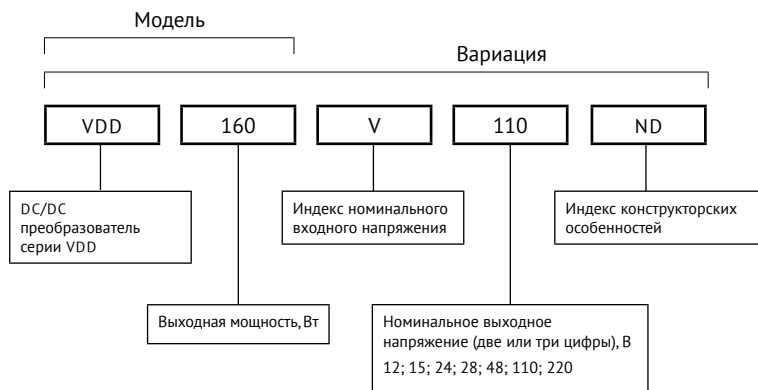 Модель
Вариация
VDD
160
V
110
ND
DC/DC
преобразователь
серии VDD
Индекс номинального
входного напряжения
Индекс конструкторских
особенностей
Выходная мощность, Вт
Номинальное выходное
напряжение (две или три цифры), В
12; 15; 24; 28; 48; 110; 220